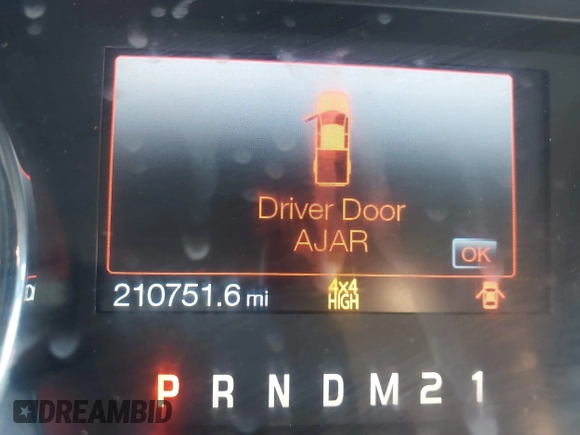 Driver Door
AJAR
OK
210751.6 mi
4x4
HIGH
P R N D M 2 1
DREAMBID